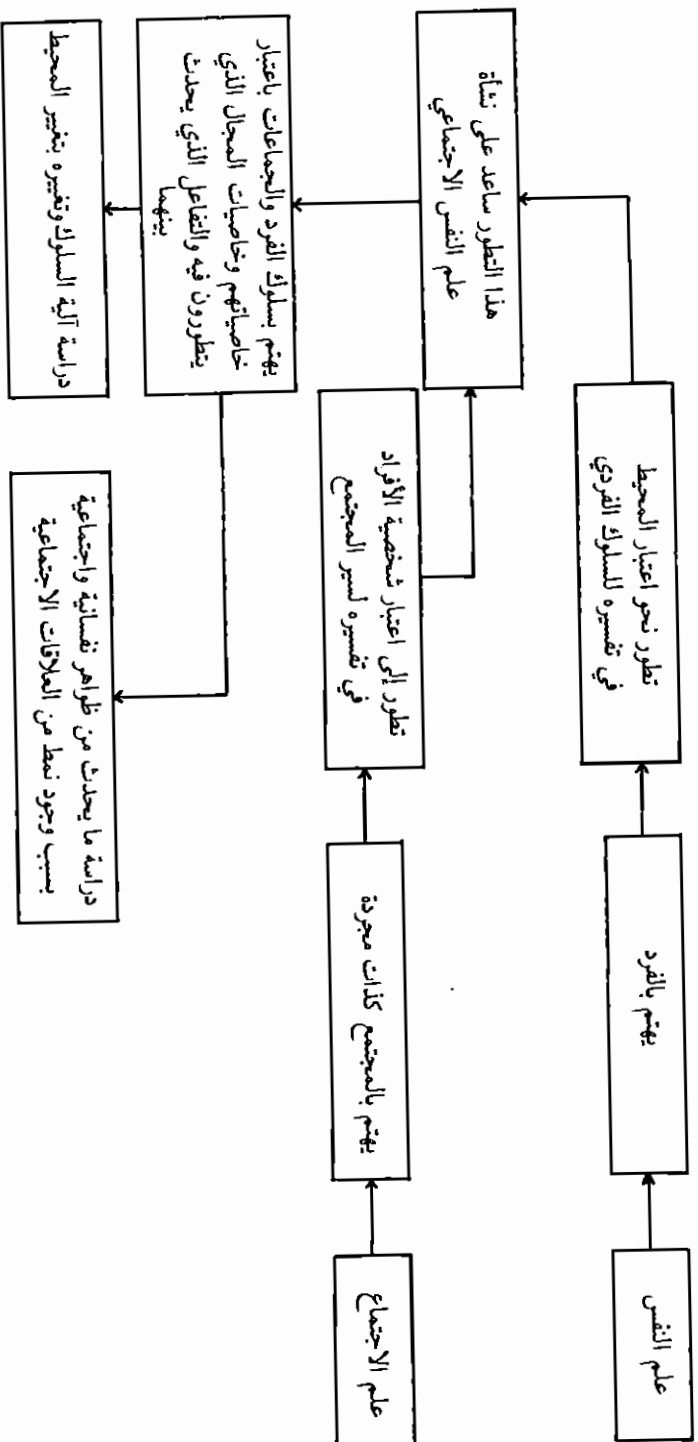 علم النفس
يهتم بالفرد
تطور نحو اعتبار المحيط
في تفسيره للسلوك الفردي
علم الاجتماع
يهتم بالمجتمع كذات مجردة
تطور إلى اعتبار شخصية الأفراد
في تفسيره لسير المجتمع
هذا التطور ساعد على نشأة
علم النفس الاجتماعي
يهتم بسلوك الفرد والجماعات باعتبار
خاصياتهم وخاصيات المجال الذي
يتطورون فيه والتفاعل الذي يحدث
بينهما
دراسة آلية السلوك وتغييره بتغيير المحيط
دراسة ما يحدث من ظواهر نفسانية واجتماعية
بسبب وجود نمط من العلاقات الاجتماعية